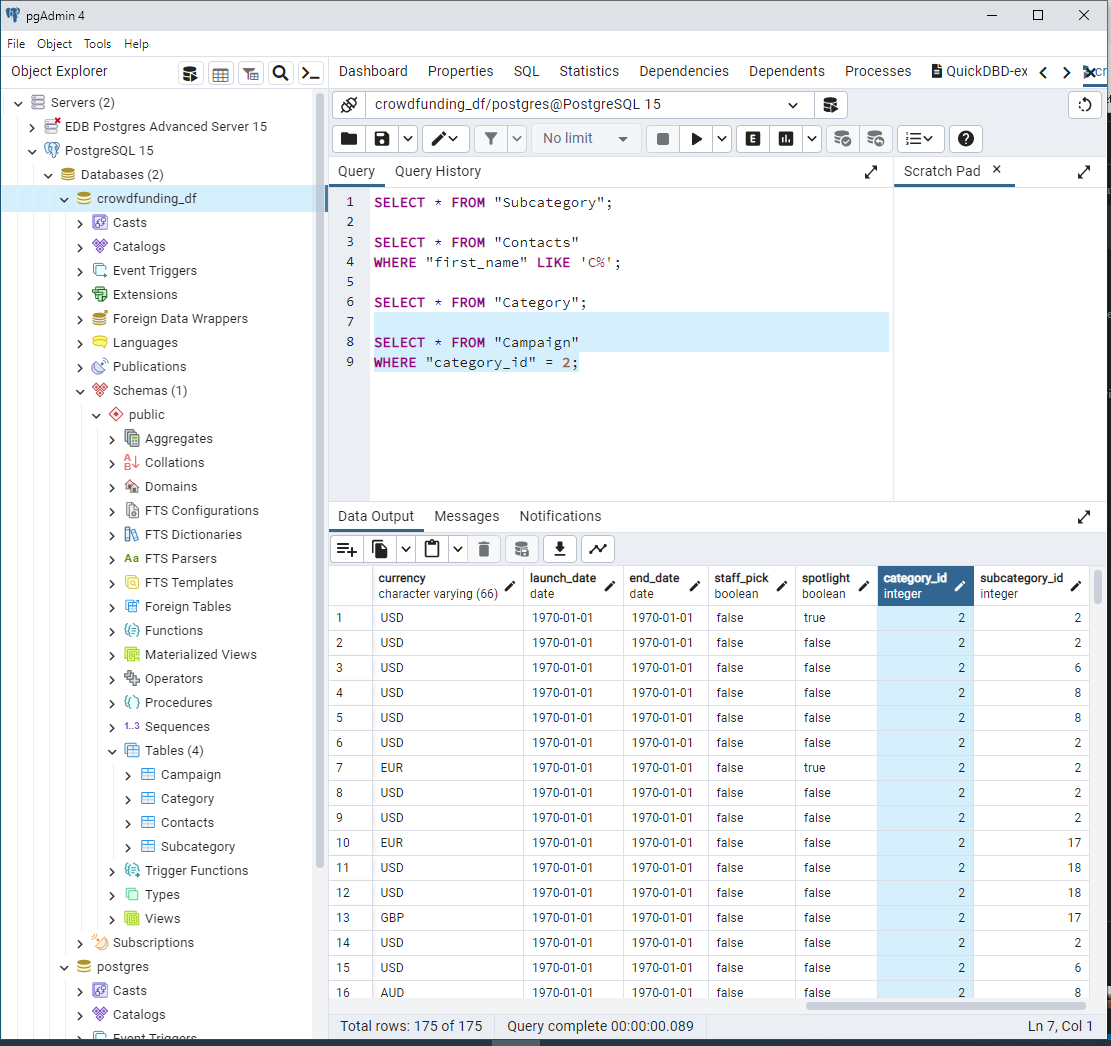 pgAdmin 4
File Object Tools Help
Object Explorer
Dashboard Properties SQL Statistics Dependencies Dependents Processes QuickDBD-ex
Servers (2)
EDB Postgres Advanced Server 15
PostgreSQL 15
Databases (2)
crowdfunding_df
Casts
Catalogs
Event Triggers
Extensions
Foreign Data Wrappers
Languages
Publications
Schemas (1)
public
Aggregates
Collations
Domains
FTS Configurations
FTS Dictionaries
Aa FTS Parsers
FTS Templates
Foreign Tables
Functions
Materialized Views
Operators
Procedures
1..3 Sequences
Tables (4)
Campaign
Category
Contacts
Subcategory
Trigger Functions
Types
Views
Subscriptions
postgres
Casts
Catalogs
Event Triggers
crowdfunding_df/postgres@PostgreSQL 15
No limit
E
Query Query History
Scratch Pad
1 SELECT * FROM "Subcategory";
2
3 SELECT * FROM "Contacts"
4 WHERE "first_name" LIKE 'C%';
5
6 SELECT * FROM "Category";
7
8 SELECT * FROM "Campaign"
9 WHERE "category_id" = 2;
Data Output Messages Notifications
currency launch_date end_date staff_pick spotlight category_id subcategory_id
character varying (66) date date boolean boolean integer integer
1 USD 1970-01-01 1970-01-01 false true 2 2
2 USD 1970-01-01 1970-01-01 false false 2 2
3 USD 1970-01-01 1970-01-01 false false 2 6
4 USD 1970-01-01 1970-01-01 false false 2 8
5 USD 1970-01-01 1970-01-01 false false 2 8
6 USD 1970-01-01 1970-01-01 false false 2 2
7 EUR 1970-01-01 1970-01-01 false true 2 2
8 USD 1970-01-01 1970-01-01 false false 2 2
9 USD 1970-01-01 1970-01-01 false false 2 2
10 EUR 1970-01-01 1970-01-01 false false 2 17
11 USD 1970-01-01 1970-01-01 false false 2 18
12 USD 1970-01-01 1970-01-01 false false 2 18
13 GBP 1970-01-01 1970-01-01 false false 2 17
14 USD 1970-01-01 1970-01-01 false false 2 2
15 USD 1970-01-01 1970-01-01 false false 2 6
16 AUD 1970-01-01 1970-01-01 false false 2 8
Total rows: 175 of 175 Query complete 00:00:00.089 Ln 7, Col 1